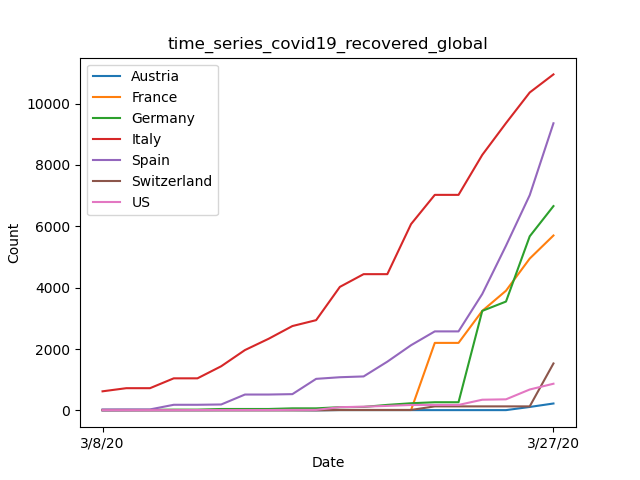 time_series_covid19_recovered_global
Austria
France
Germany
Italy
Spain
Switzerland
US
10000
8000
6000
4000
2000
0
Count
3/8/20
3/27/20
Date